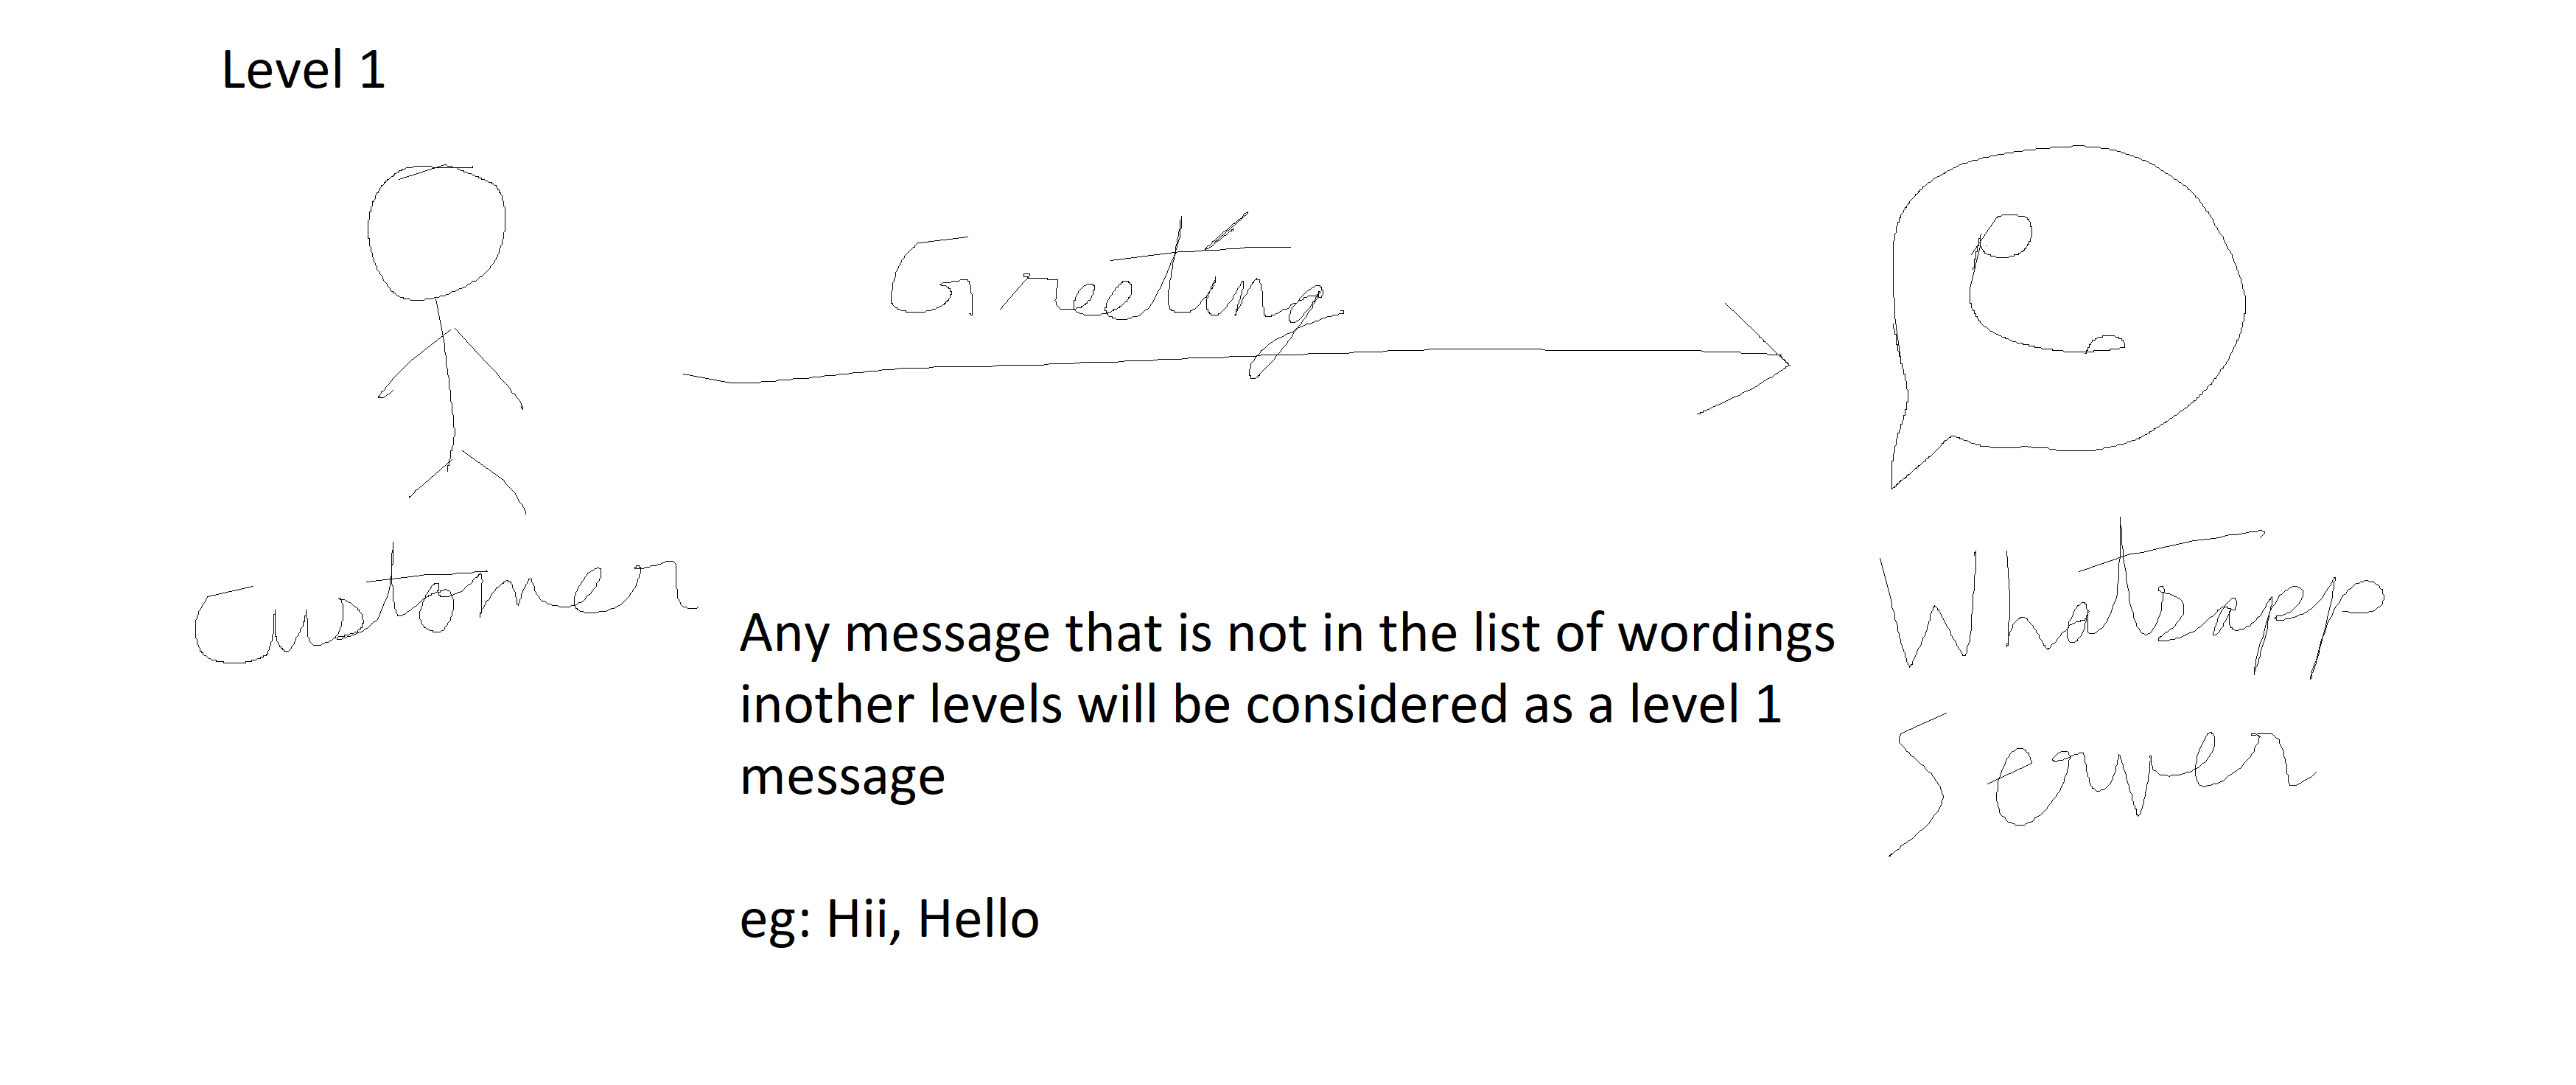 Level 1
Greeting
Customer
Whatsapp
Server
Any message that is not in the list of wordings
inother levels will be considered as a level 1
message
eg: Hii, Hello